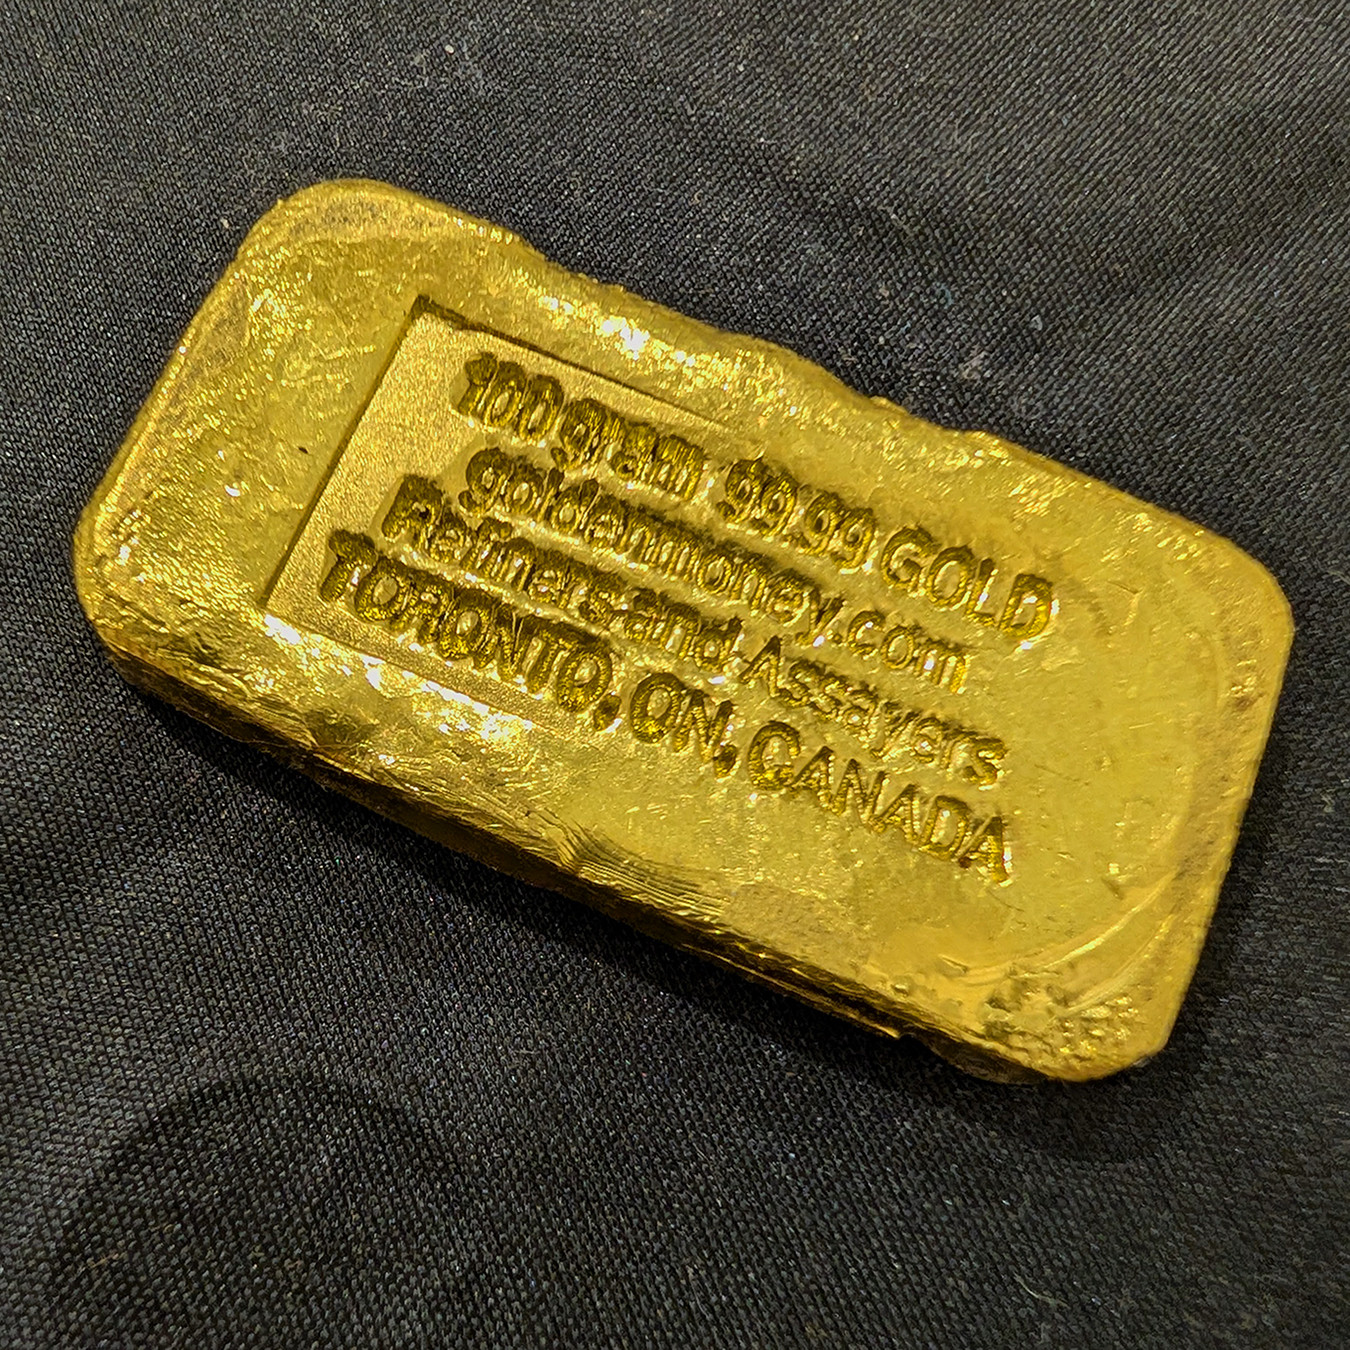 100 gram 99.99 GOLD
goldenmoney.com
Refiners and Assayers
TORONTO, ON, CANADA